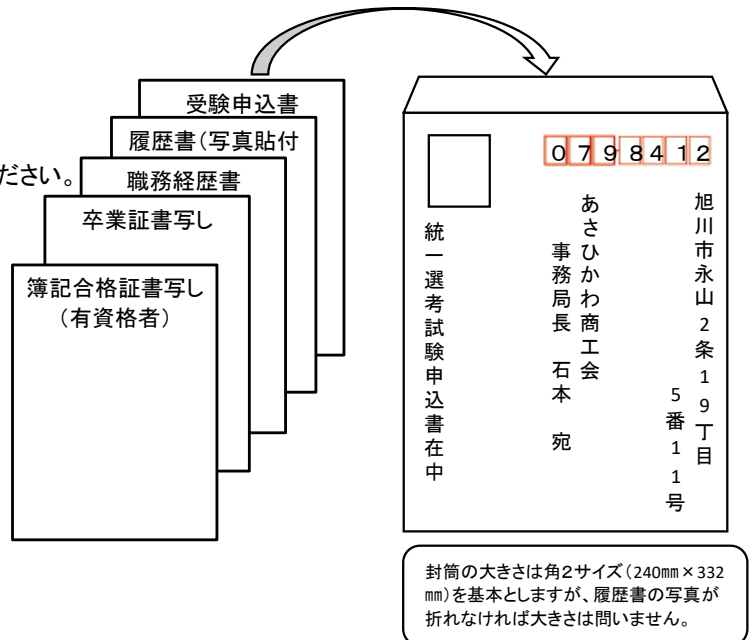 受験申込書
履歴書(写真貼付
ださい。
職務経歴書
卒業証書写し
簿記合格証書写し
(有資格者)
0798412
旭川市永山2条19丁目
5番11号
あさひかわ商工会
事務局長 石本 宛
統一選考試験申込書在中
封筒の大きさは角2サイズ(240㎜×332
㎜)を基本としますが、履歴書の写真が
折れなければ大きさは問いません。